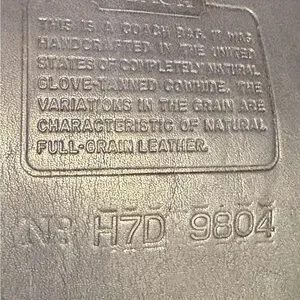 THIS IS A COACH BAG. IT WAS
HANDCRAFTED IN THE UNITED
STATES OF COMPLETELY NATURAL
GLOVE-TANNED COWHIDE. THE
VARIATIONS IN THE GRAIN ARE
CHARACTERISTIC OF NATURAL
FULL-GRAIN LEATHER.
No H7D 9804